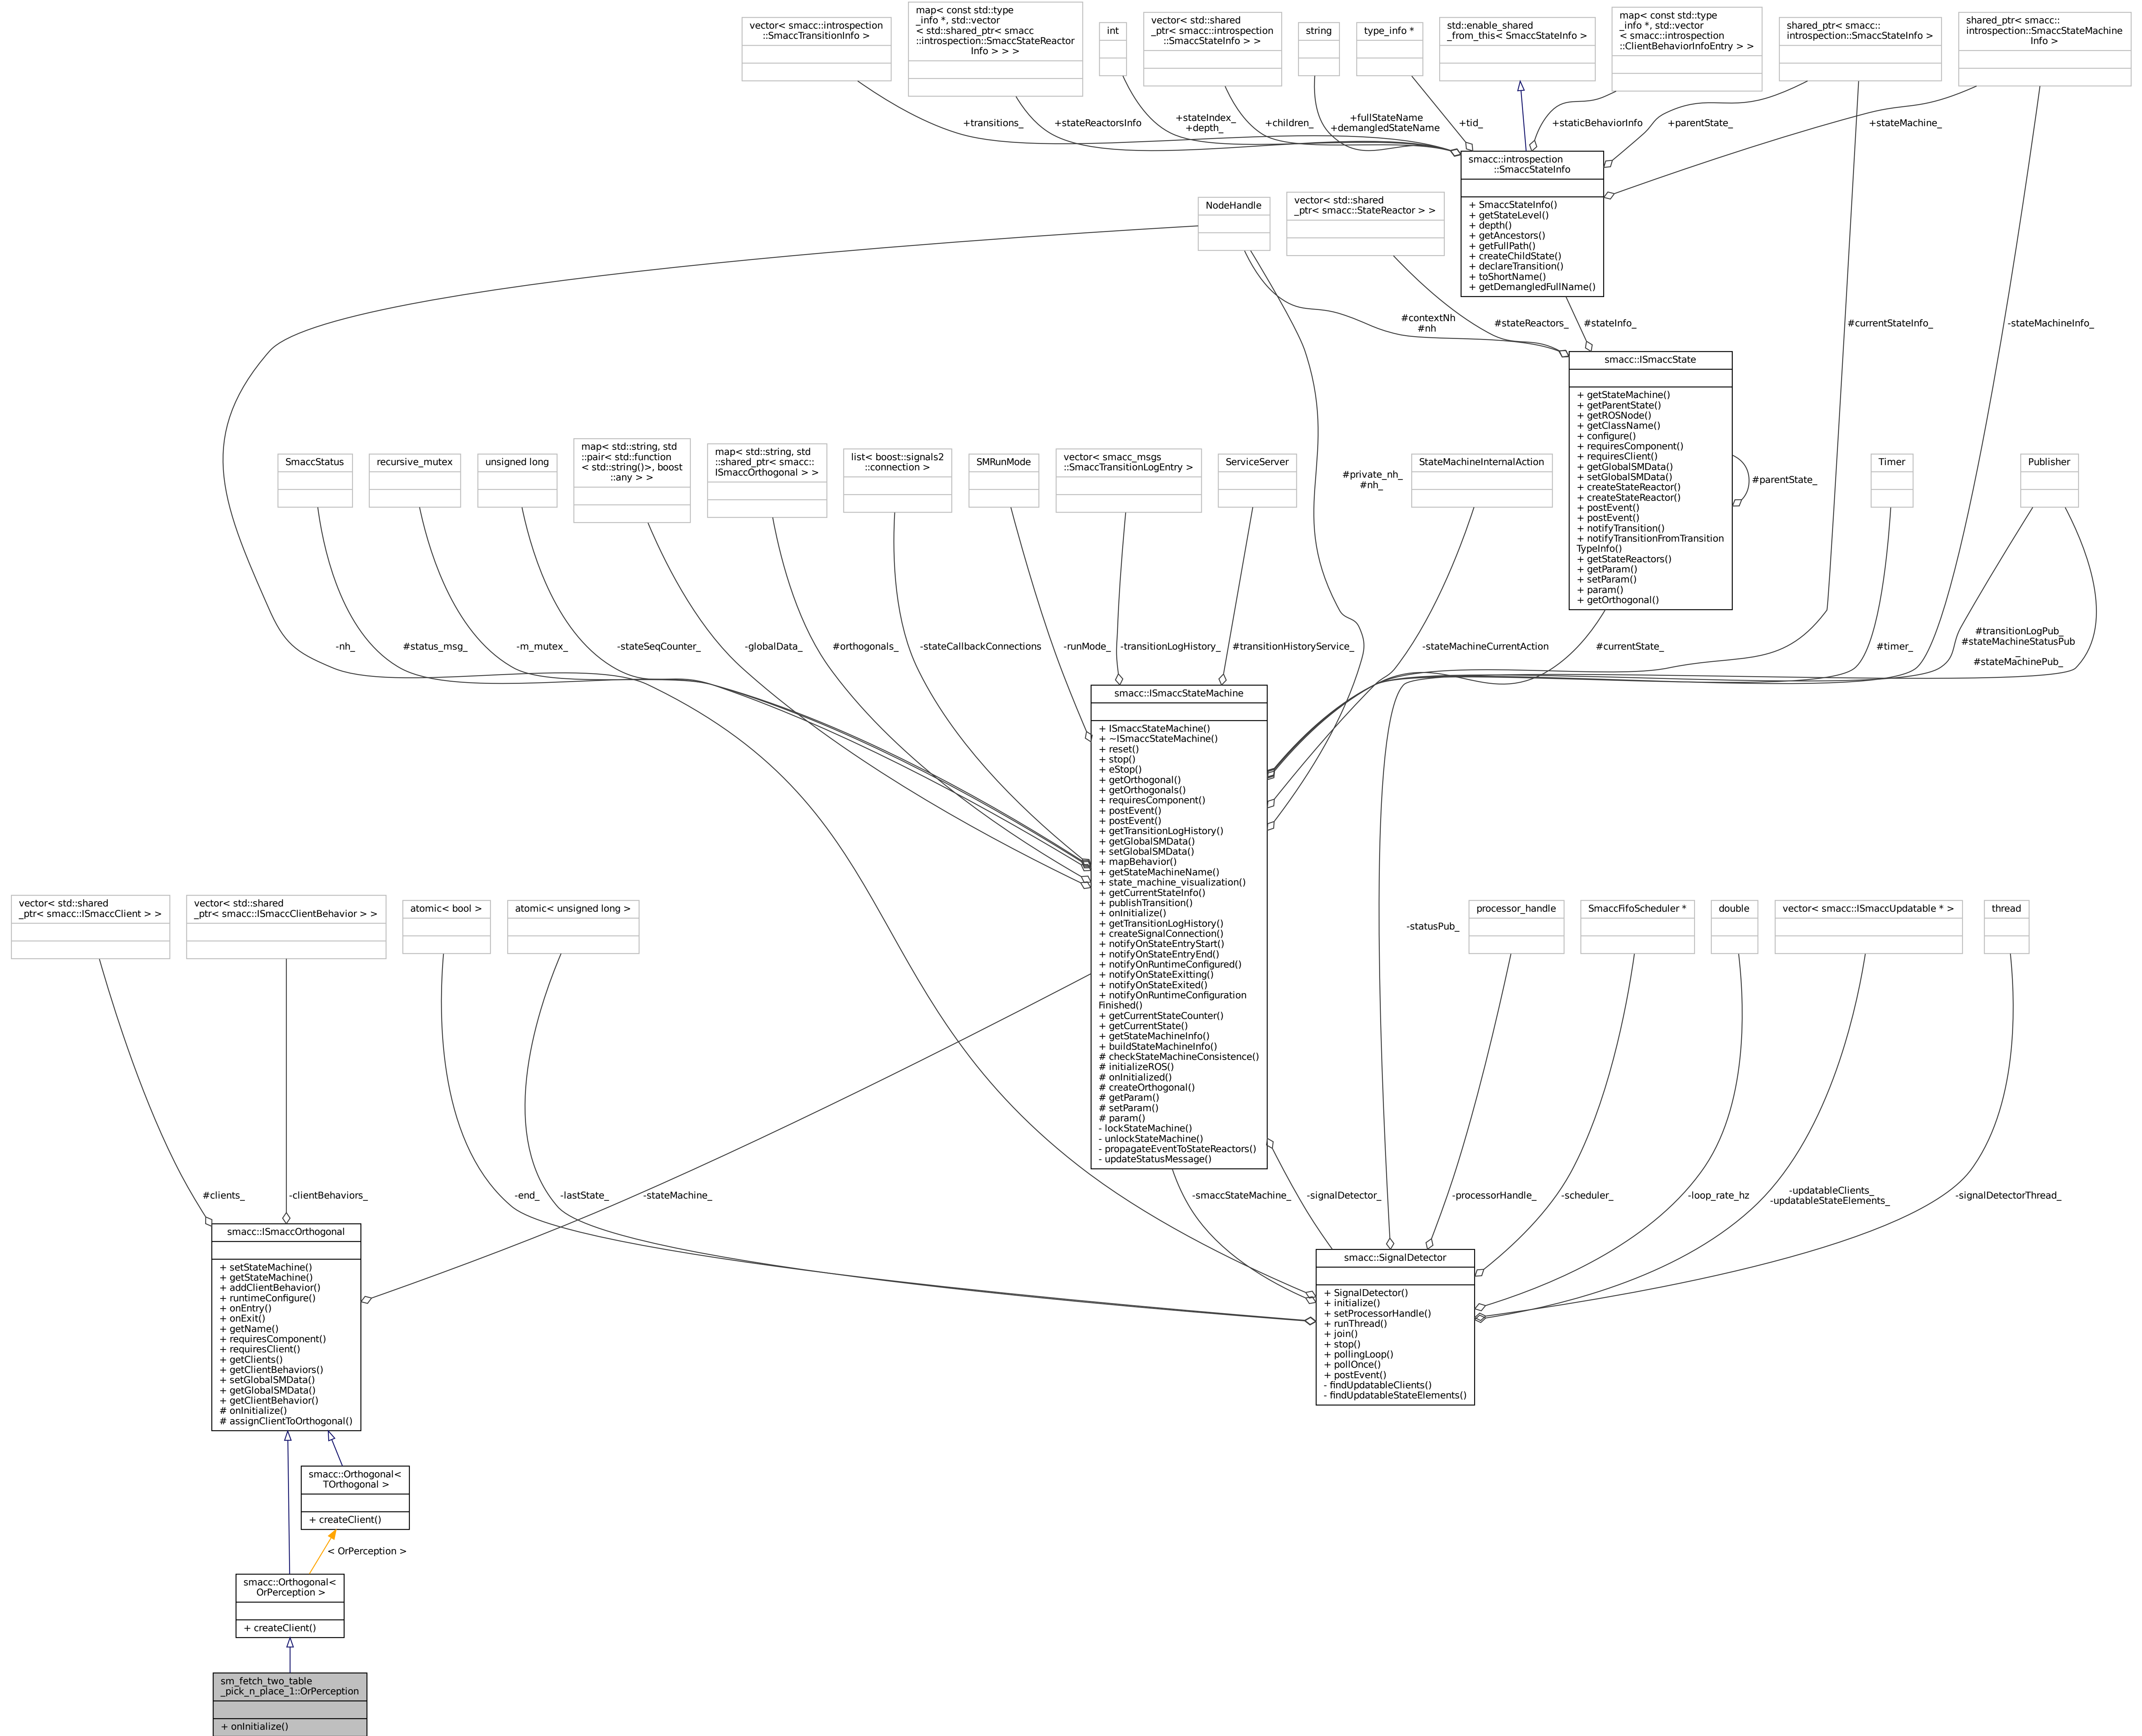 vector< smacc::introspection
::SmaccTransitionInfo >
map< const std::type
_info *, std::vector
< std::shared_ptr< smacc
::introspection::SmaccStateReactor
Info > > >
int
vector< std::shared
_ptr< smacc::introspection
::SmaccStateInfo > >
string
type_info *
std::enable_shared
_from_this< SmaccStateInfo >
map< const std::type
_info *, std::vector
< smacc::introspection
::ClientBehaviorInfoEntry > >
shared_ptr< smacc::
introspection::SmaccStateInfo >
shared_ptr< smacc::
introspection::SmaccStateMachine
Info >
+transitions_
+stateReactorsInfo
+stateIndex_
+depth_
+children_
+fullStateName
+demangledStateName
+tid_
+staticBehaviorInfo
+parentState_
+stateMachine_
smacc::introspection
::SmaccStateInfo
+ SmaccStateInfo()
+ getStateLevel()
+ depth()
+ getAncestors()
+ getFullPath()
+ createChildState()
+ declareTransition()
+ toShortName()
+ getDemangledFullName()
NodeHandle
vector< std::shared
_ptr< smacc::StateReactor > >
#contextNh
#nh
#stateReactors_
#stateInfo_
#currentStateInfo_
-stateMachineInfo_
smacc::ISmaccState
+ getStateMachine()
+ getParentState()
+ getROSNode()
+ getClassName()
+ configure()
+ requiresComponent()
+ requiresClient()
+ getGlobalSMData()
+ setGlobalSMData()
+ createStateReactor()
+ createStateReactor()
+ postEvent()
+ postEvent()
+ notifyTransition()
+ notifyTransitionFromTransition
TypeInfo()
+ getStateReactors()
+ getParam()
+ setParam()
+ param()
+ getOrthogonal()
#parentState_
SmaccStatus
recursive_mutex
unsigned long
map< std::string, std
::pair< std::function
< std::string()>, boost
::any > >
map< std::string, std
::shared_ptr< smacc::
ISmaccOrthogonal > >
list< boost::signals2
::connection >
SMRunMode
vector< smacc_msgs
::SmaccTransitionLogEntry >
ServiceServer
#private_nh_
#nh_
StateMachineInternalAction
Timer
Publisher
-nh_
#status_msg_
-m_mutex_
-stateSeqCounter_
-globalData_
#orthogonals_
-stateCallbackConnections
-runMode_
-transitionLogHistory_
#transitionHistoryService_
-stateMachineCurrentAction
#currentState_
#timer_
#transitionLogPub_
#stateMachineStatusPub
_
#stateMachinePub_
smacc::ISmaccStateMachine
+ ISmaccStateMachine()
+ ~ISmaccStateMachine()
+ reset()
+ stop()
+ eStop()
+ getOrthogonal()
+ getOrthogonals()
+ requiresComponent()
+ postEvent()
+ postEvent()
+ getTransitionLogHistory()
+ getGlobalSMData()
+ setGlobalSMData()
+ mapBehavior()
+ getStateMachineName()
+ state_machine_visualization()
+ getCurrentStateInfo()
+ publishTransition()
+ onInitialize()
+ getTransitionLogHistory()
+ createSignalConnection()
+ notifyOnStateEntryStart()
+ notifyOnStateEntryEnd()
+ notifyOnRuntimeConfigured()
+ notifyOnStateExitting()
+ notifyOnStateExited()
+ notifyOnRuntimeConfiguration
Finished()
+ getCurrentStateCounter()
+ getCurrentState()
+ getStateMachineInfo()
+ buildStateMachineInfo()
# checkStateMachineConsistence()
# initializeROS()
# onInitialized()
# createOrthogonal()
# getParam()
# setParam()
# param()
- lockStateMachine()
- unlockStateMachine()
- propagateEventToStateReactors()
- updateStatusMessage()
vector< std::shared
_ptr< smacc::ISmaccClient > >
vector< std::shared
_ptr< smacc::ISmaccClientBehavior > >
atomic< bool >
atomic< unsigned long >
-statusPub_
processor_handle
SmaccFifoScheduler *
double
vector< smacc::ISmaccUpdatable * >
thread
#clients_
-clientBehaviors_
-end_
-lastState_
-stateMachine_
-smaccStateMachine_
-signalDetector_
-processorHandle_
-scheduler_
-loop_rate_hz
-updatableClients_
-updatableStateElements_
-signalDetectorThread_
smacc::ISmaccOrthogonal
+ setStateMachine()
+ getStateMachine()
+ addClientBehavior()
+ runtimeConfigure()
+ onEntry()
+ onExit()
+ getName()
+ requiresComponent()
+ requiresClient()
+ getClients()
+ getClientBehaviors()
+ setGlobalSMData()
+ getGlobalSMData()
+ getClientBehavior()
# onInitialize()
# assignClientToOrthogonal()
smacc::SignalDetector
+ SignalDetector()
+ initialize()
+ setProcessorHandle()
+ runThread()
+ join()
+ stop()
+ pollingLoop()
+ pollOnce()
+ postEvent()
- findUpdatableClients()
- findUpdatableStateElements()
smacc::Orthogonal<
TOrthogonal >
+ createClient()
< OrPerception >
smacc::Orthogonal<
OrPerception >
+ createClient()
sm_fetch_two_table
_pick_n_place_1::OrPerception
+ onInitialize()